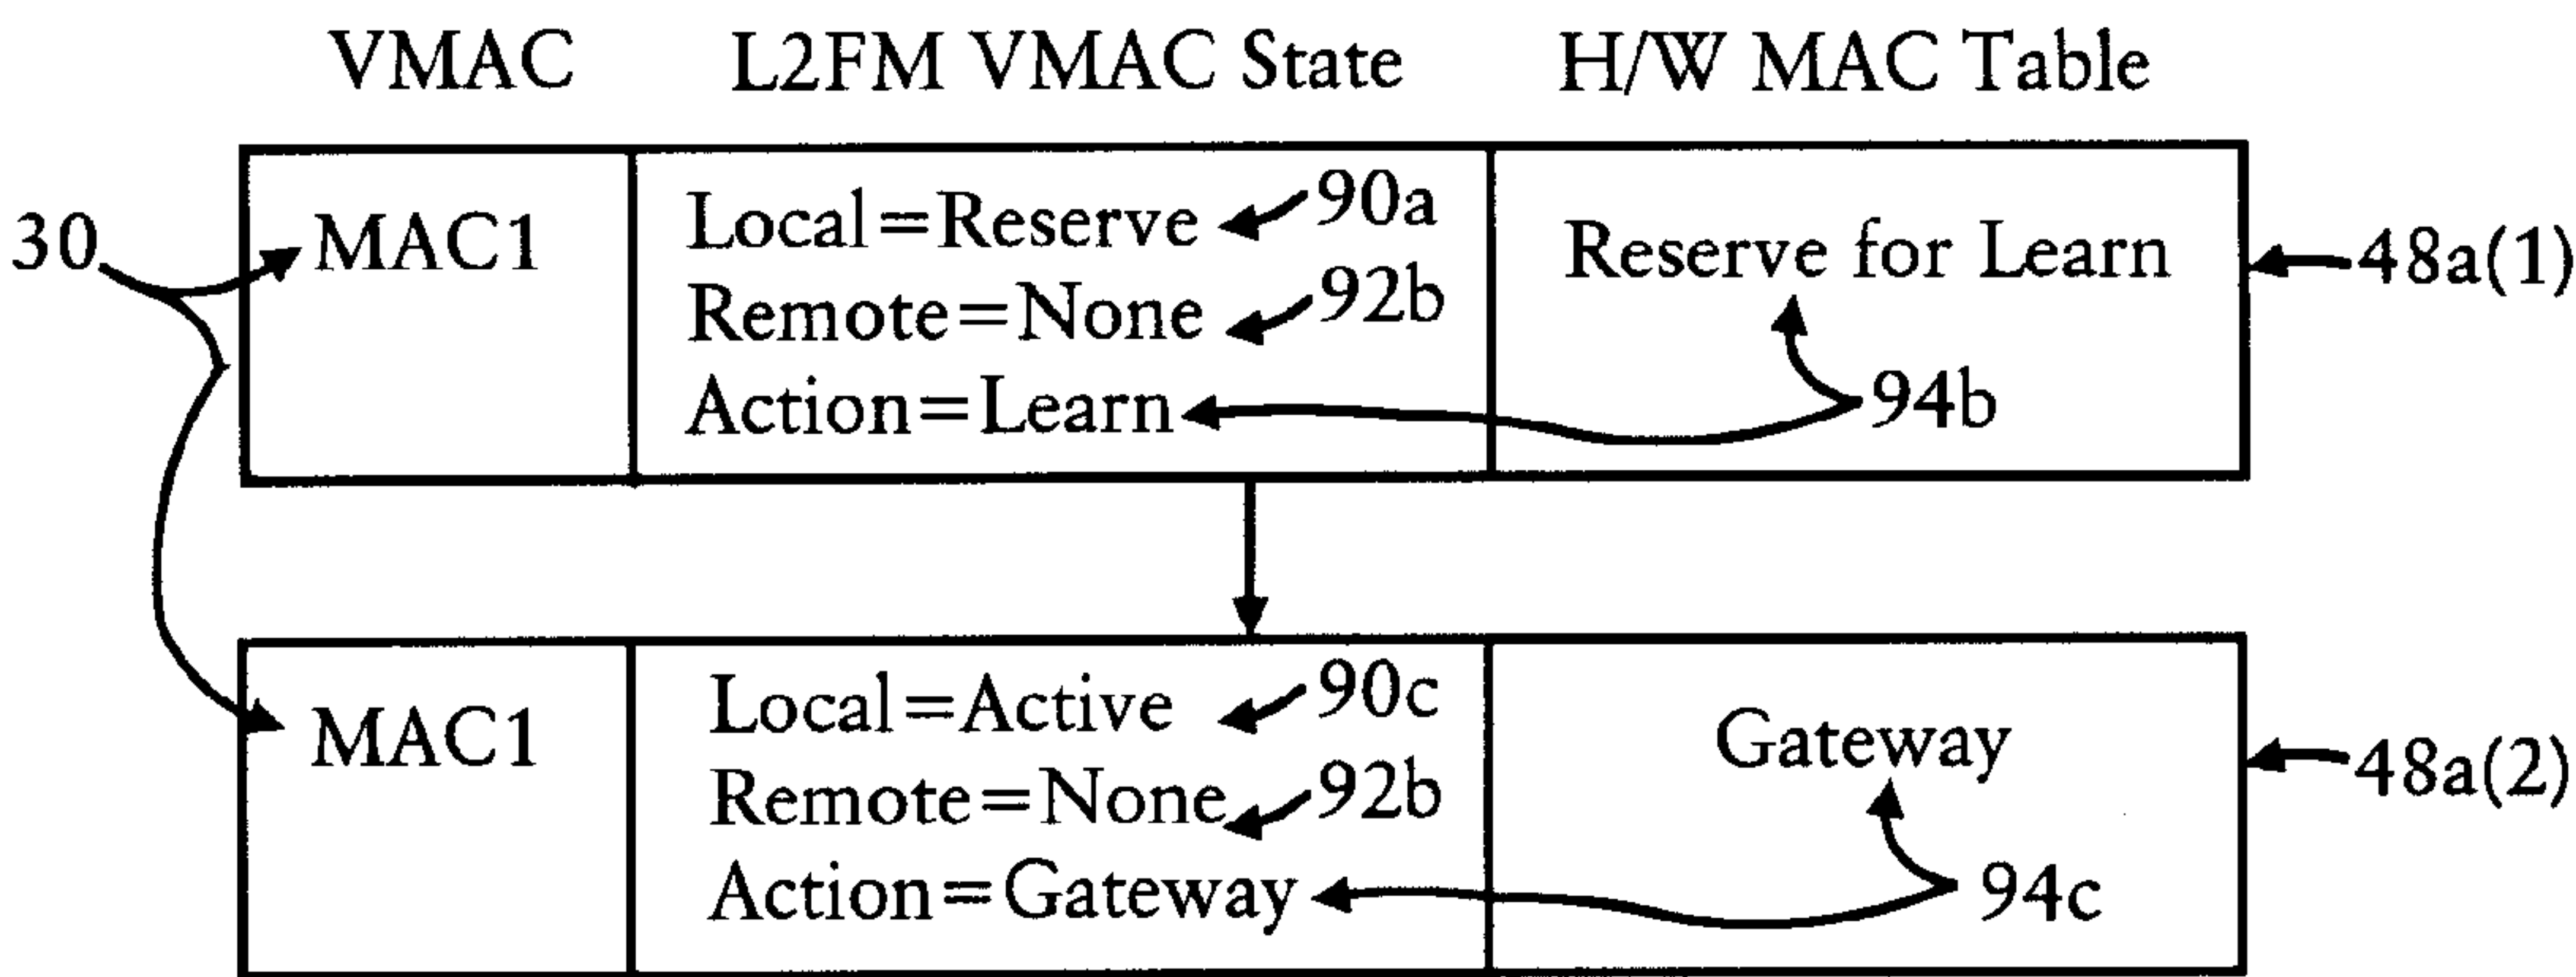 VMAC L2FM VMAC State H/W MAC Table
30 MAC1 Local=Reserve 90a Reserve for Learn 48a(1)
Remote=None 92b
Action=Learn 94b
MAC1 Local=Active 90c Gateway 48a(2)
Remote=None 92b
Action=Gateway 94c